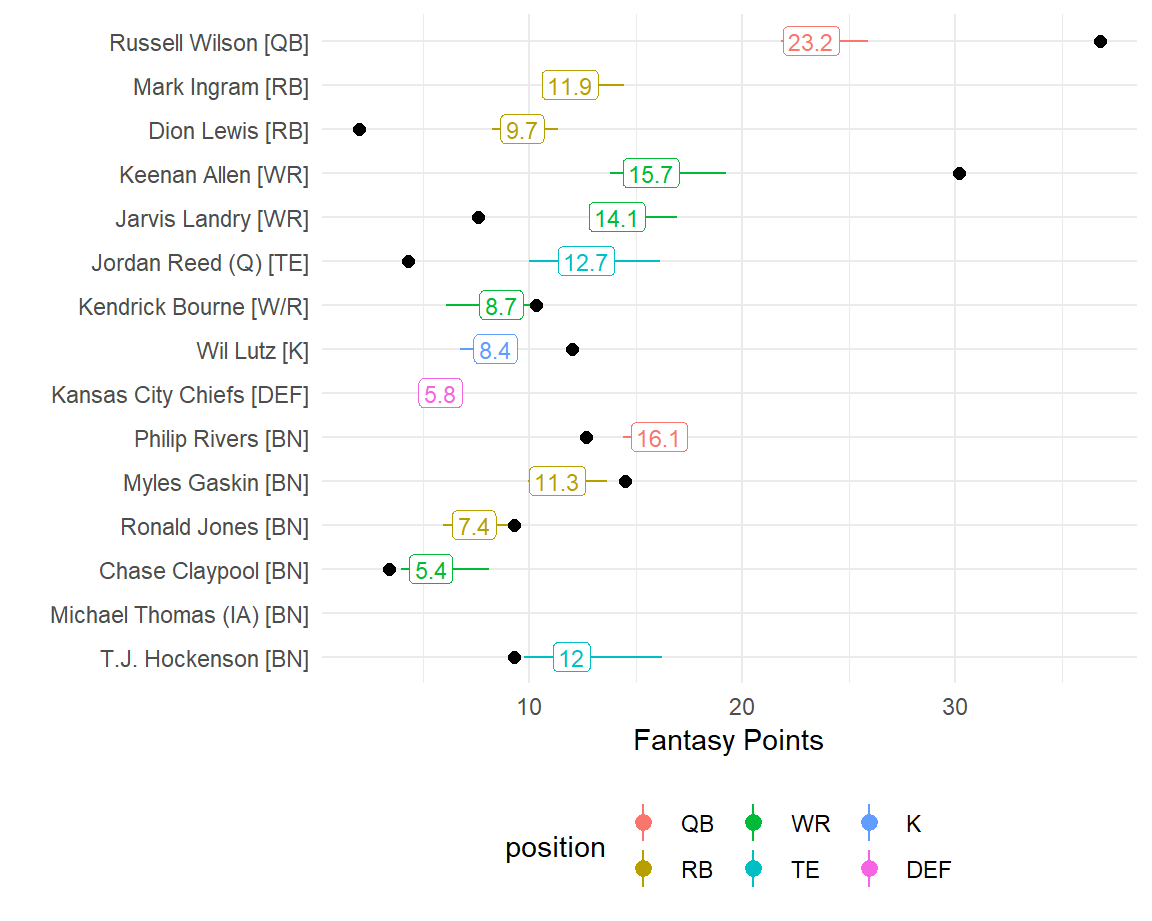 Russell Wilson [QB] 23.2
Mark Ingram [RB] 11.9
Dion Lewis [RB] 9.7
Keenan Allen [WR] 15.7
Jarvis Landry [WR] 14.1
Jordan Reed (Q) [TE] 12.7
Kendrick Bourne [W/R] 8.7
Wil Lutz [K] 8.4
Kansas City Chiefs [DEF] 5.8
Philip Rivers [BN] 16.1
Myles Gaskin [BN] 11.3
Ronald Jones [BN] 7.4
Chase Claypool [BN] 5.4
Michael Thomas (IA) [BN]
T.J. Hockenson [BN] 12
10 20 30
Fantasy Points
position
QB WR K
RB TE DEF